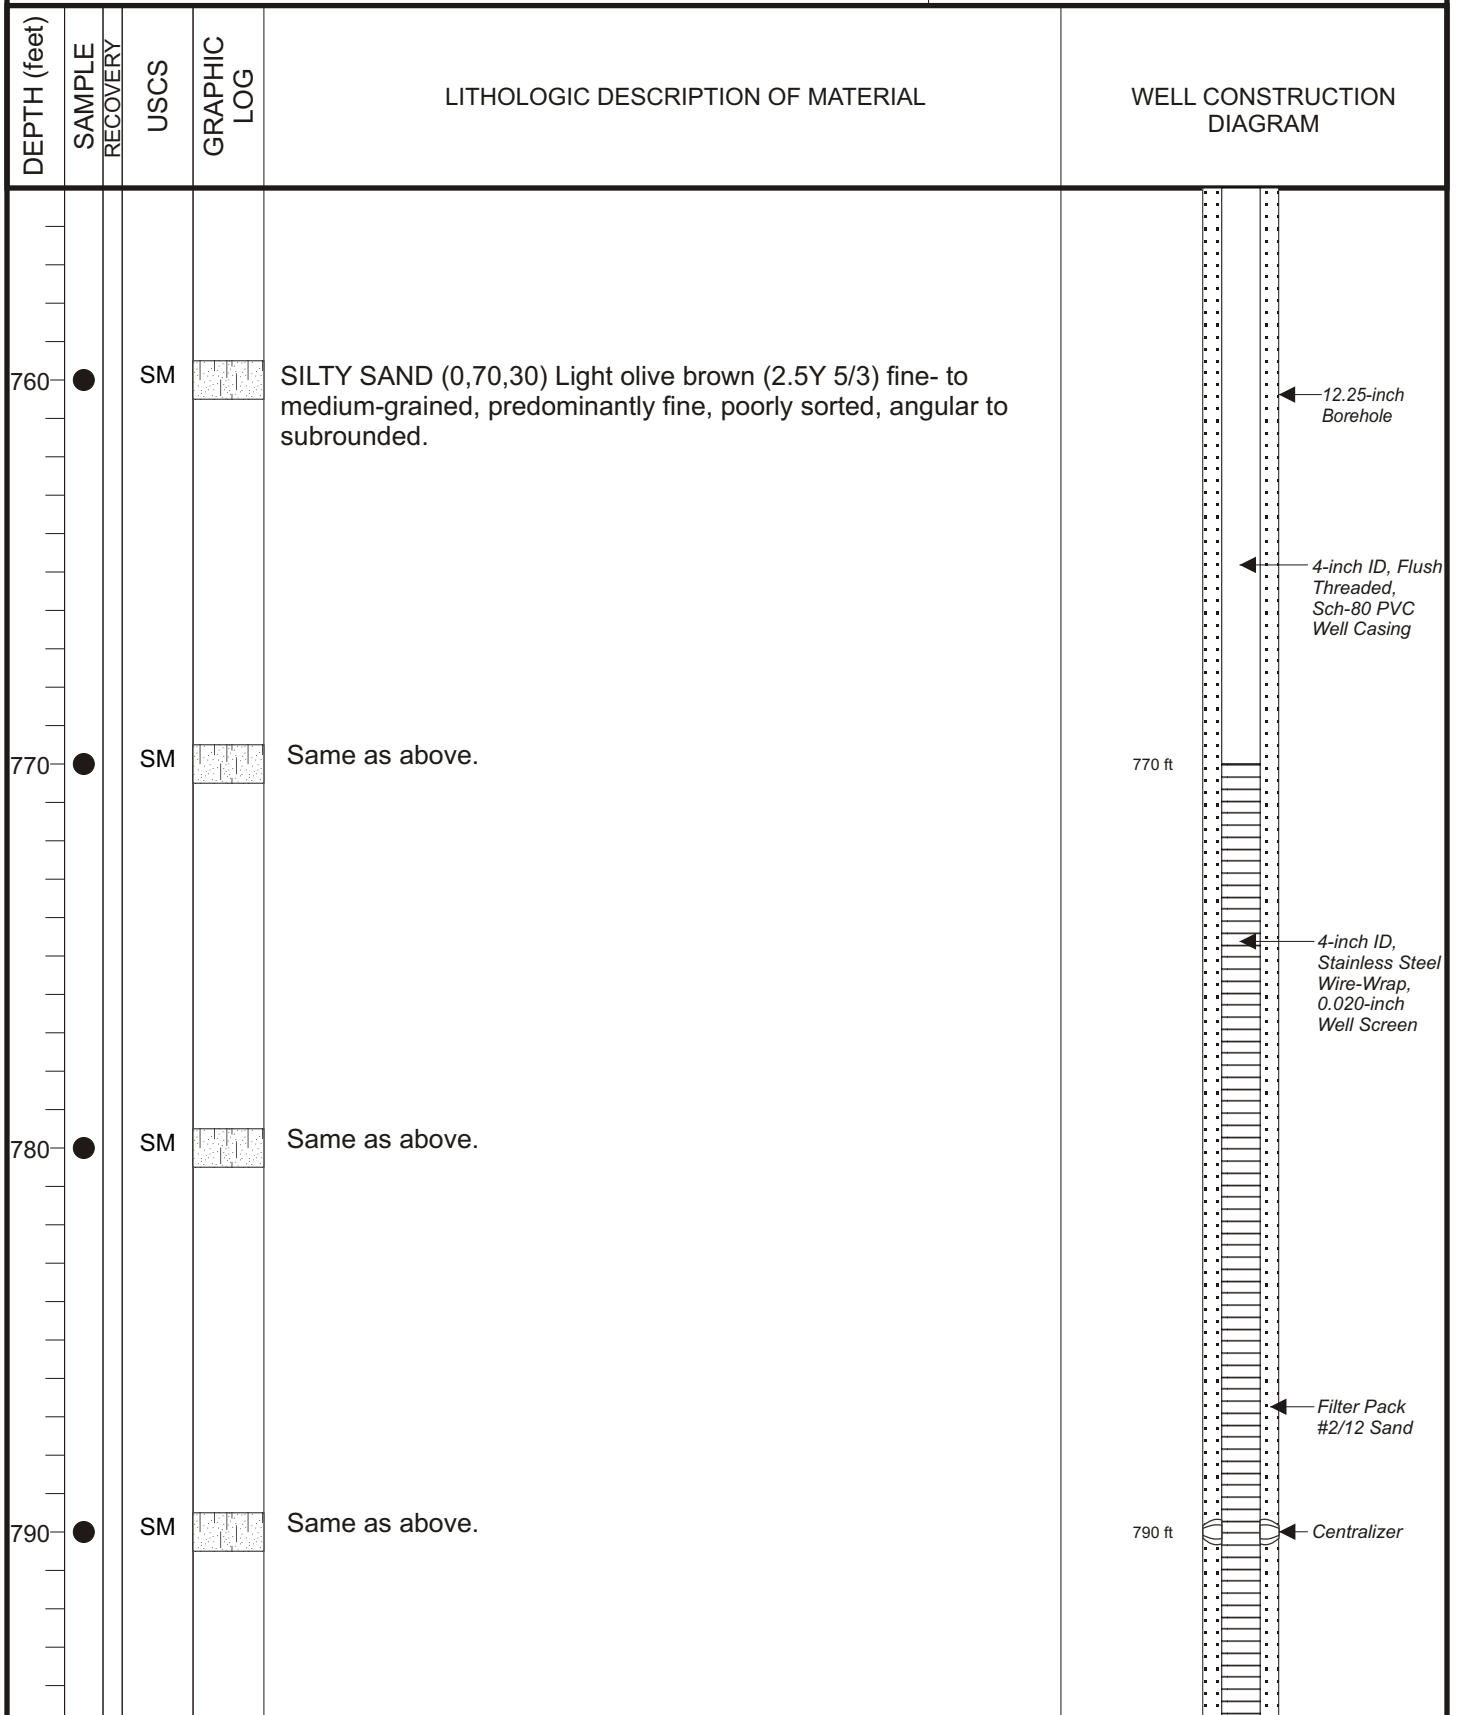 DEPTH (feet)
SAMPLE
RECOVERY
USCS
GRAPHIC
LOG
LITHOLOGIC DESCRIPTION OF MATERIAL
WELL CONSTRUCTION
DIAGRAM
760
SM
SILTY SAND (0,70,30) Light olive brown (2.5Y 5/3) fine- to
medium-grained, predominantly fine, poorly sorted, angular to
subrounded.
12.25-inch
Borehole
4-inch ID, Flush
Threaded,
Sch-80 PVC
Well Casing
770
SM
Same as above.
770 ft
4-inch ID,
Stainless Steel
Wire-Wrap,
0.020-inch
Well Screen
780
SM
Same as above.
Filter Pack
#2/12 Sand
790
SM
Same as above.
790 ft
Centralizer